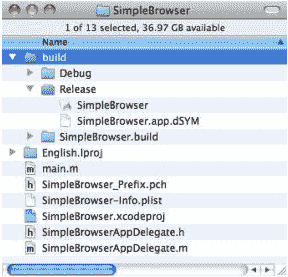 SimpleBrowser
1 of 13 selected, 36.97 GB available
Name
build
Debug
Release
SimpleBrowser
SimpleBrowser.app.dSYM
SimpleBrowser.build
English.lproj
main.m
SimpleBrowser_Prefix.pch
SimpleBrowser-Info.plist
SimpleBrowser.xcodeproj
SimpleBrowserAppDelegate.h
SimpleBrowserAppDelegate.m